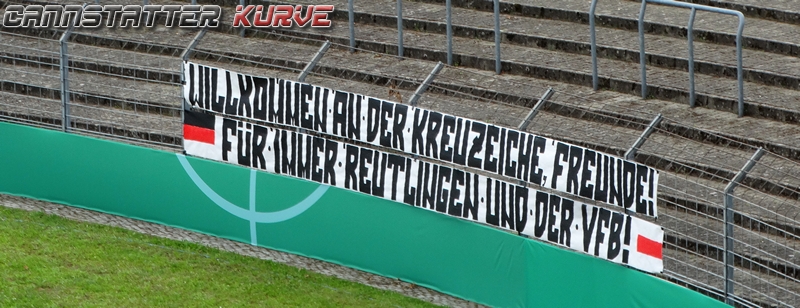 CANNSTATTER KURVE
WILLKOMMEN·AN·DER·KREUZEICHE, FREUNDE!
FÜR·IMMER·REUTLINGEN·UND·DER·VFB!